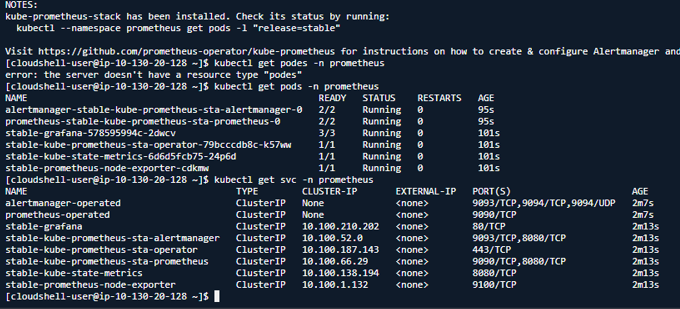 NOTES:
kube-prometheus-stack has been installed. Check its status by running:
  kubectl --namespace prometheus get pods -l "release=stable"

Visit https://github.com/prometheus-operator/kube-prometheus for instructions on how to create & configure Alertmanager and
[cloudshell-user@ip-10-130-20-128 ~]$ kubectl get podes -n prometheus
error: the server doesn't have a resource type "podes"
[cloudshell-user@ip-10-130-20-128 ~]$ kubectl get pods -n prometheus
NAME READY STATUS RESTARTS AGE
alertmanager-stable-kube-prometheus-sta-alertmanager-0 2/2 Running 0 95s
prometheus-stable-kube-prometheus-sta-prometheus-0 2/2 Running 0 95s
stable-grafana-578595994c-2dwcv 3/3 Running 0 101s
stable-kube-prometheus-sta-operator-79bcccdb8c-k57ww 1/1 Running 0 101s
stable-kube-state-metrics-6d6d5fcb75-24p6d 1/1 Running 0 101s
stable-prometheus-node-exporter-cdkmw 1/1 Running 0 101s
[cloudshell-user@ip-10-130-20-128 ~]$ kubectl get svc -n prometheus
NAME TYPE CLUSTER-IP EXTERNAL-IP PORT(S) AGE
alertmanager-operated ClusterIP None <none> 9093/TCP,9094/TCP,9094/UDP 2m7s
prometheus-operated ClusterIP None <none> 9090/TCP 2m7s
stable-grafana ClusterIP 10.100.210.202 <none> 80/TCP 2m13s
stable-kube-prometheus-sta-alertmanager ClusterIP 10.100.52.0 <none> 9093/TCP,8080/TCP 2m13s
stable-kube-prometheus-sta-operator ClusterIP 10.100.187.143 <none> 443/TCP 2m13s
stable-kube-prometheus-sta-prometheus ClusterIP 10.100.66.29 <none> 9090/TCP,8080/TCP 2m13s
stable-kube-state-metrics ClusterIP 10.100.138.194 <none> 8080/TCP 2m13s
stable-prometheus-node-exporter ClusterIP 10.100.1.132 <none> 9100/TCP 2m13s
[cloudshell-user@ip-10-130-20-128 ~]$